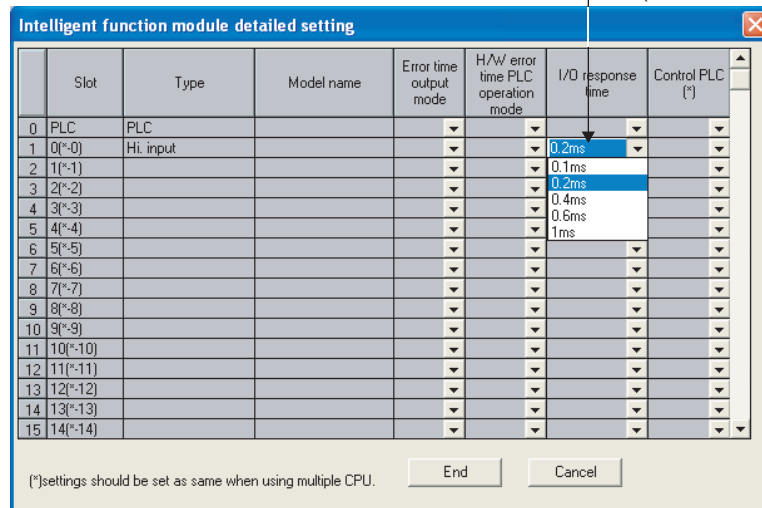 Intelligent function module detailed setting
Slot Type Model name Error time output mode H/W error time PLC operation mode I/O response time Control PLC (*)
0 PLC PLC
1 0(*-0) Hi. input 0.2ms
0.1ms
0.2ms
0.4ms
0.6ms
1ms
2 1(*-1)
3 2(*-2)
4 3(*-3)
5 4(*-4)
6 5(*-5)
7 6(*-6)
8 7(*-7)
9 8(*-8)
10 9(*-9)
11 10(*-10)
12 11(*-11)
13 12(*-12)
14 13(*-13)
15 14(*-14)
(*)settings should be set as same when using multiple CPU.
End Cancel